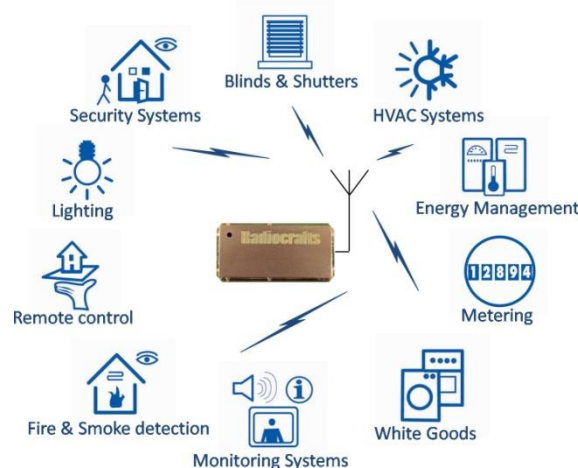 Blinds & Shutters
Security Systems
HVAC Systems
Lighting
Energy Management
Radiocrafts
Remote control
12894
Metering
Fire & Smoke detection
White Goods
Monitoring Systems